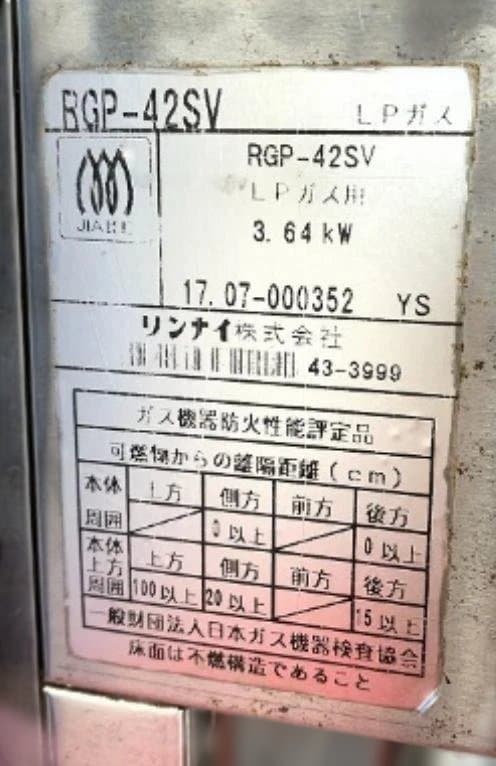 RGP-42SV LPガス
JIA
RGP-42SV
LPガス用
3.64kW
17.07-000352 YS
リンナイ株式会社
43-3999
ガス機器防火性能評定品
可燃物からの離隔距離(cm)
本体周囲 上方 側方 前方 後方
0以上 0以上
本体上方周囲 上方 側方 前方 後方
100以上 20以上 15以上
一般財団法人日本ガス機器検査協会
床面は不燃構造であること